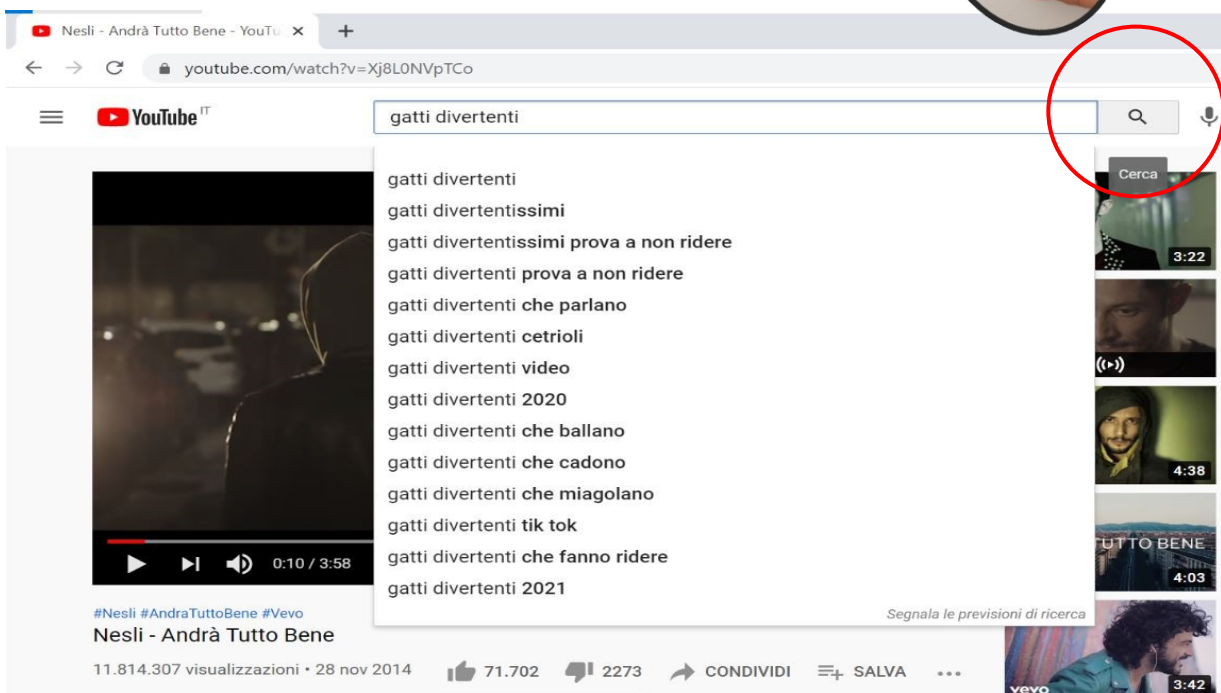 Nesli - Andrà Tutto Bene - YouTu
youtube.com/watch?v=Xj8L0NVpTCo
YouTube IT
gatti divertenti
Cerca
gatti divertenti
gatti divertentissimi
gatti divertentissimi prova a non ridere
gatti divertenti prova a non ridere
gatti divertenti che parlano
gatti divertenti cetrioli
gatti divertenti video
gatti divertenti 2020
gatti divertenti che ballano
gatti divertenti che cadono
gatti divertenti che miagolano
gatti divertenti tik tok
gatti divertenti che fanno ridere
gatti divertenti 2021
Segnala le previsioni di ricerca
0:10 / 3:58
#Nesli #AndraTuttoBene #Vevo
Nesli - Andrà Tutto Bene
11.814.307 visualizzazioni • 28 nov 2014
71.702
2273
CONDIVIDI
SALVA
3:22
4:38
UTTO BENE
4:03
vevo
3:42